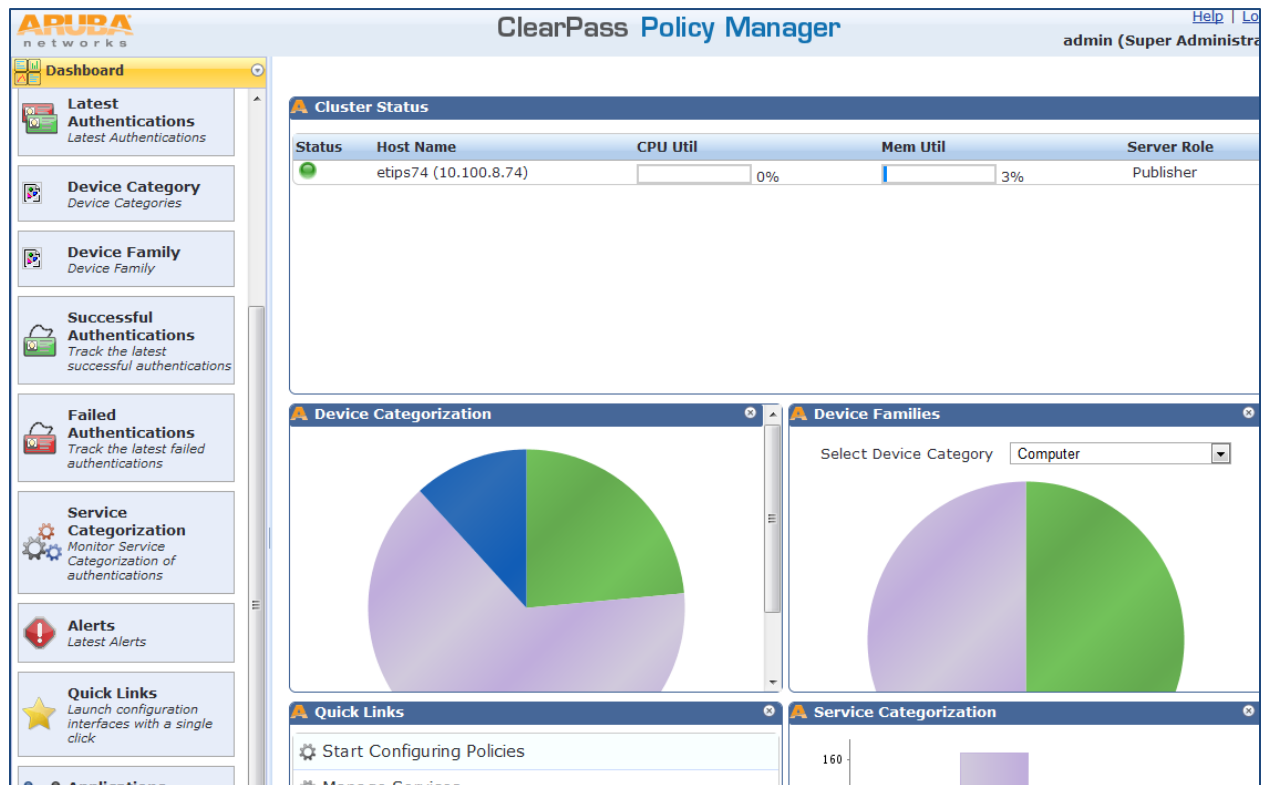 ARUBA
networks
ClearPass Policy Manager
Help | Lo
admin (Super Administra
Dashboard
Latest
Authentications
Latest Authentications
Device Category
Device Categories
Device Family
Device Family
Successful
Authentications
Track the latest
successful authentications
Failed
Authentications
Track the latest failed
authentications
Service
Categorization
Monitor Service
Categorization of
authentications
Alerts
Latest Alerts
Quick Links
Launch configuration
interfaces with a single
click
Applications
Cluster Status
Status Host Name CPU Util Mem Util Server Role
etips74 (10.100.8.74) 0% 3% Publisher
Device Categorization
Device Families
Select Device Category Computer
Quick Links
Start Configuring Policies
Manage Services
Service Categorization
160